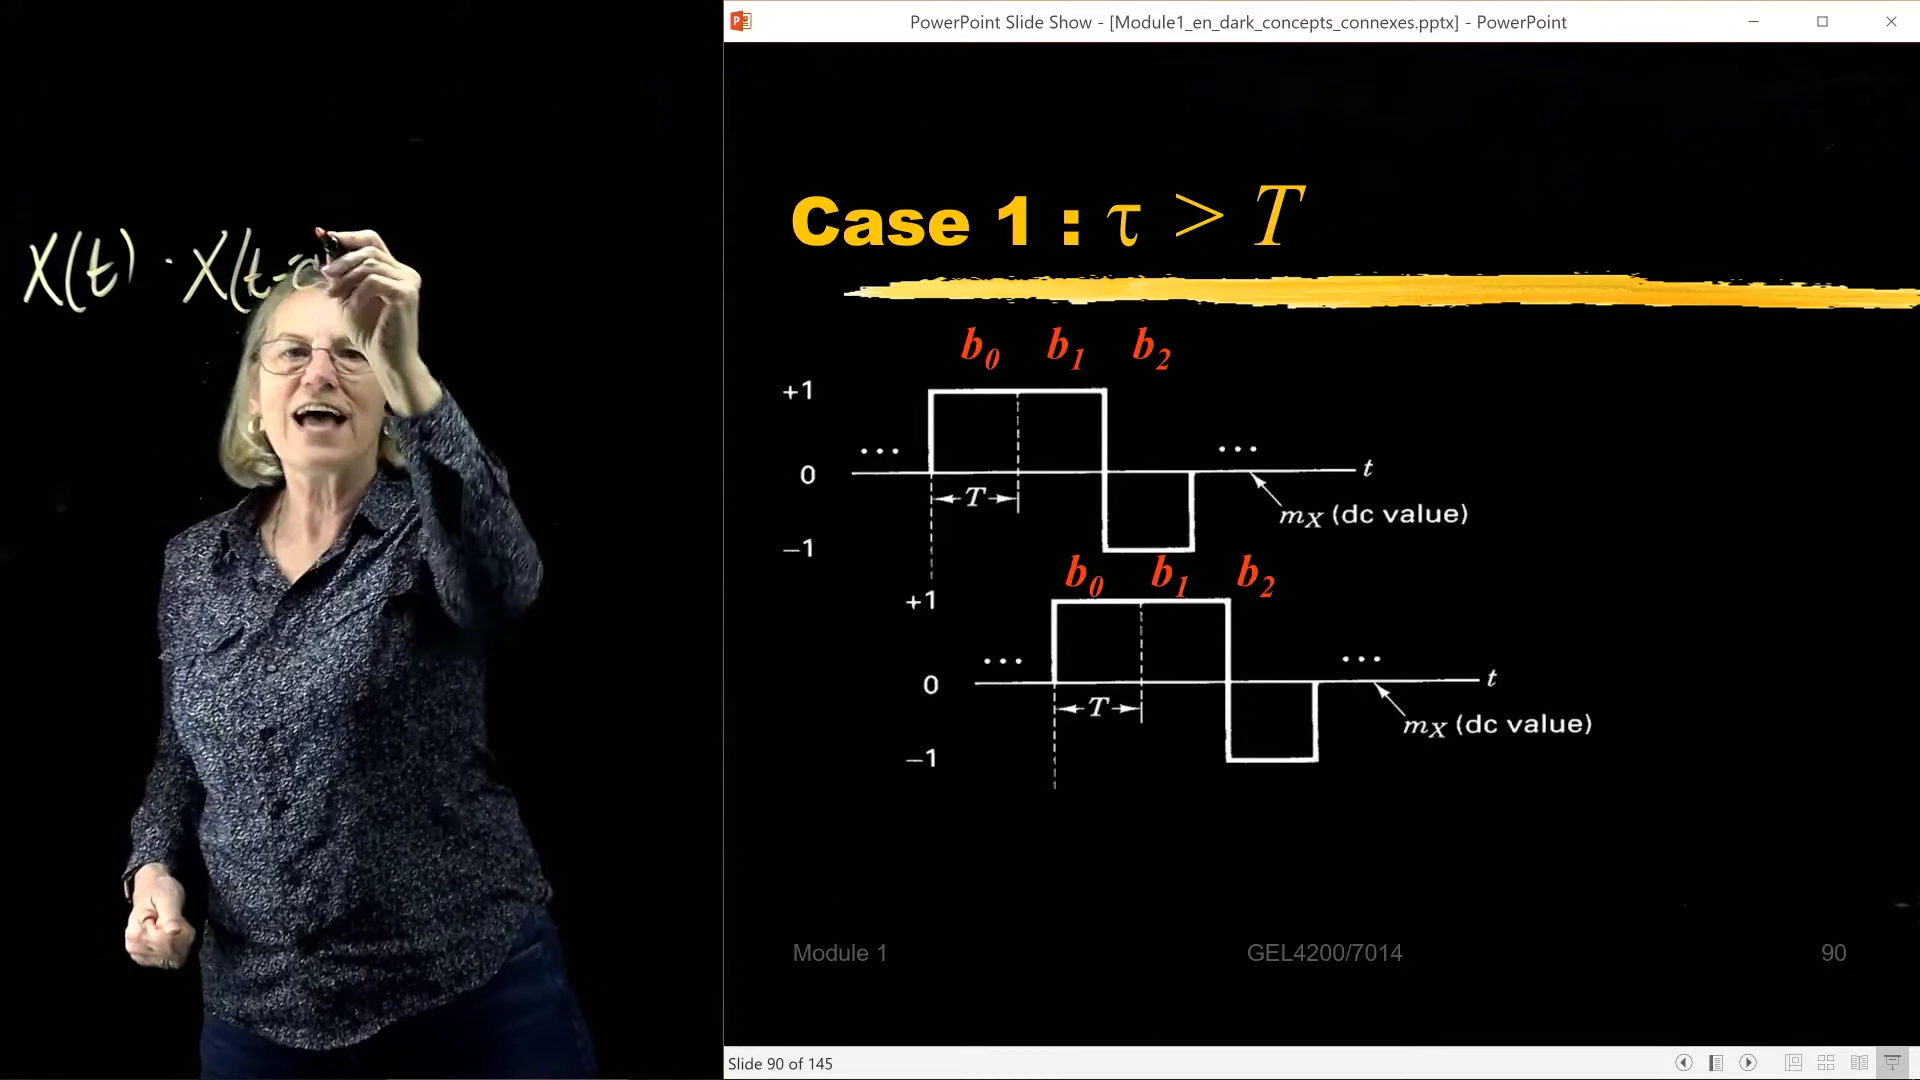 PowerPoint Slide Show - [Module1_en_dark_concepts_connexes.pptx] - PowerPoint
X(t) · X(t-
Case 1 : τ > T
b0 b1 b2
+1
... ...
0 t
T
mX (dc value)
−1
b0 b1 b2
+1
... ...
0 t
T
mX (dc value)
−1
Module 1 GEL4200/7014 90
Slide 90 of 145